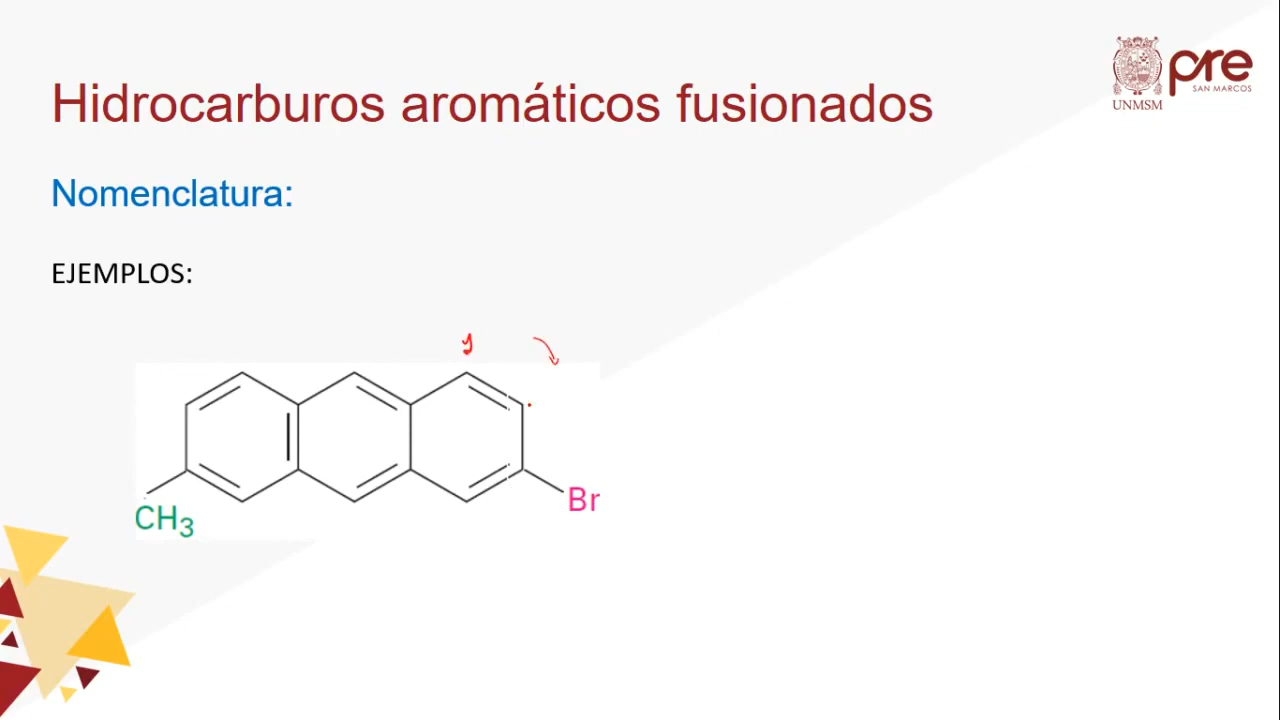 Hidrocarburos aromáticos fusionados
pre
SAN MARCOS
UNMSM
Nomenclatura:
EJEMPLOS:
CH3
Br